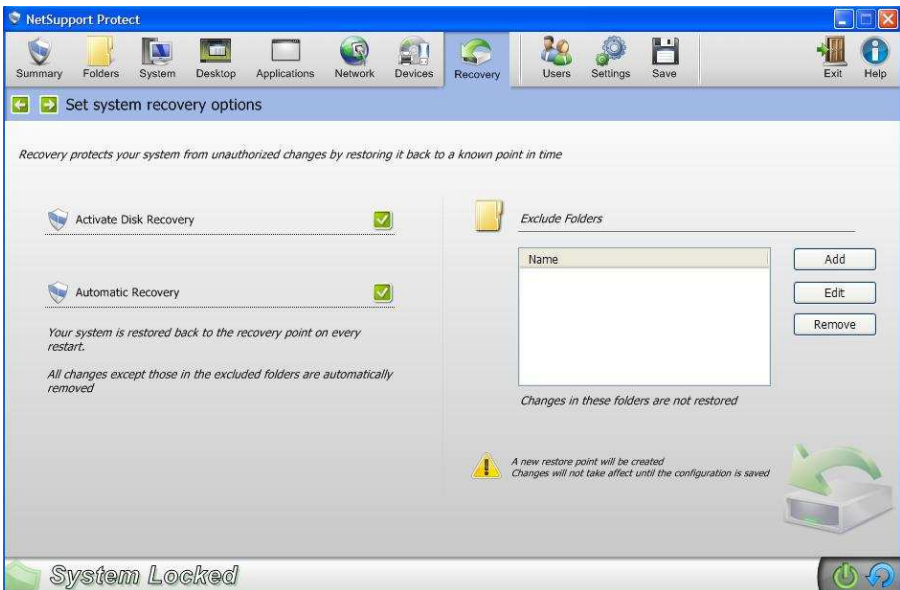 NetSupport Protect
Summary Folders System Desktop Applications Network Devices Recovery Users Settings Save Exit Help
Set system recovery options
Recovery protects your system from unauthorized changes by restoring it back to a known point in time
Activate Disk Recovery
Automatic Recovery
Your system is restored back to the recovery point on every
restart.
All changes except those in the excluded folders are automatically
removed
Exclude Folders
Name
Add
Edit
Remove
Changes in these folders are not restored
A new restore point will be created
Changes will not take affect until the configuration is saved
System Locked